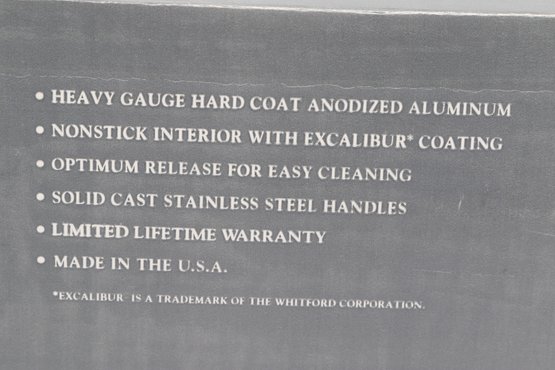 • HEAVY GAUGE HARD COAT ANODIZED ALUMINUM
• NONSTICK INTERIOR WITH EXCALIBUR* COATING
• OPTIMUM RELEASE FOR EASY CLEANING
• SOLID CAST STAINLESS STEEL HANDLES
• LIMITED LIFETIME WARRANTY
• MADE IN THE U.S.A.
*EXCALIBUR IS A TRADEMARK OF THE WHITFORD CORPORATION.